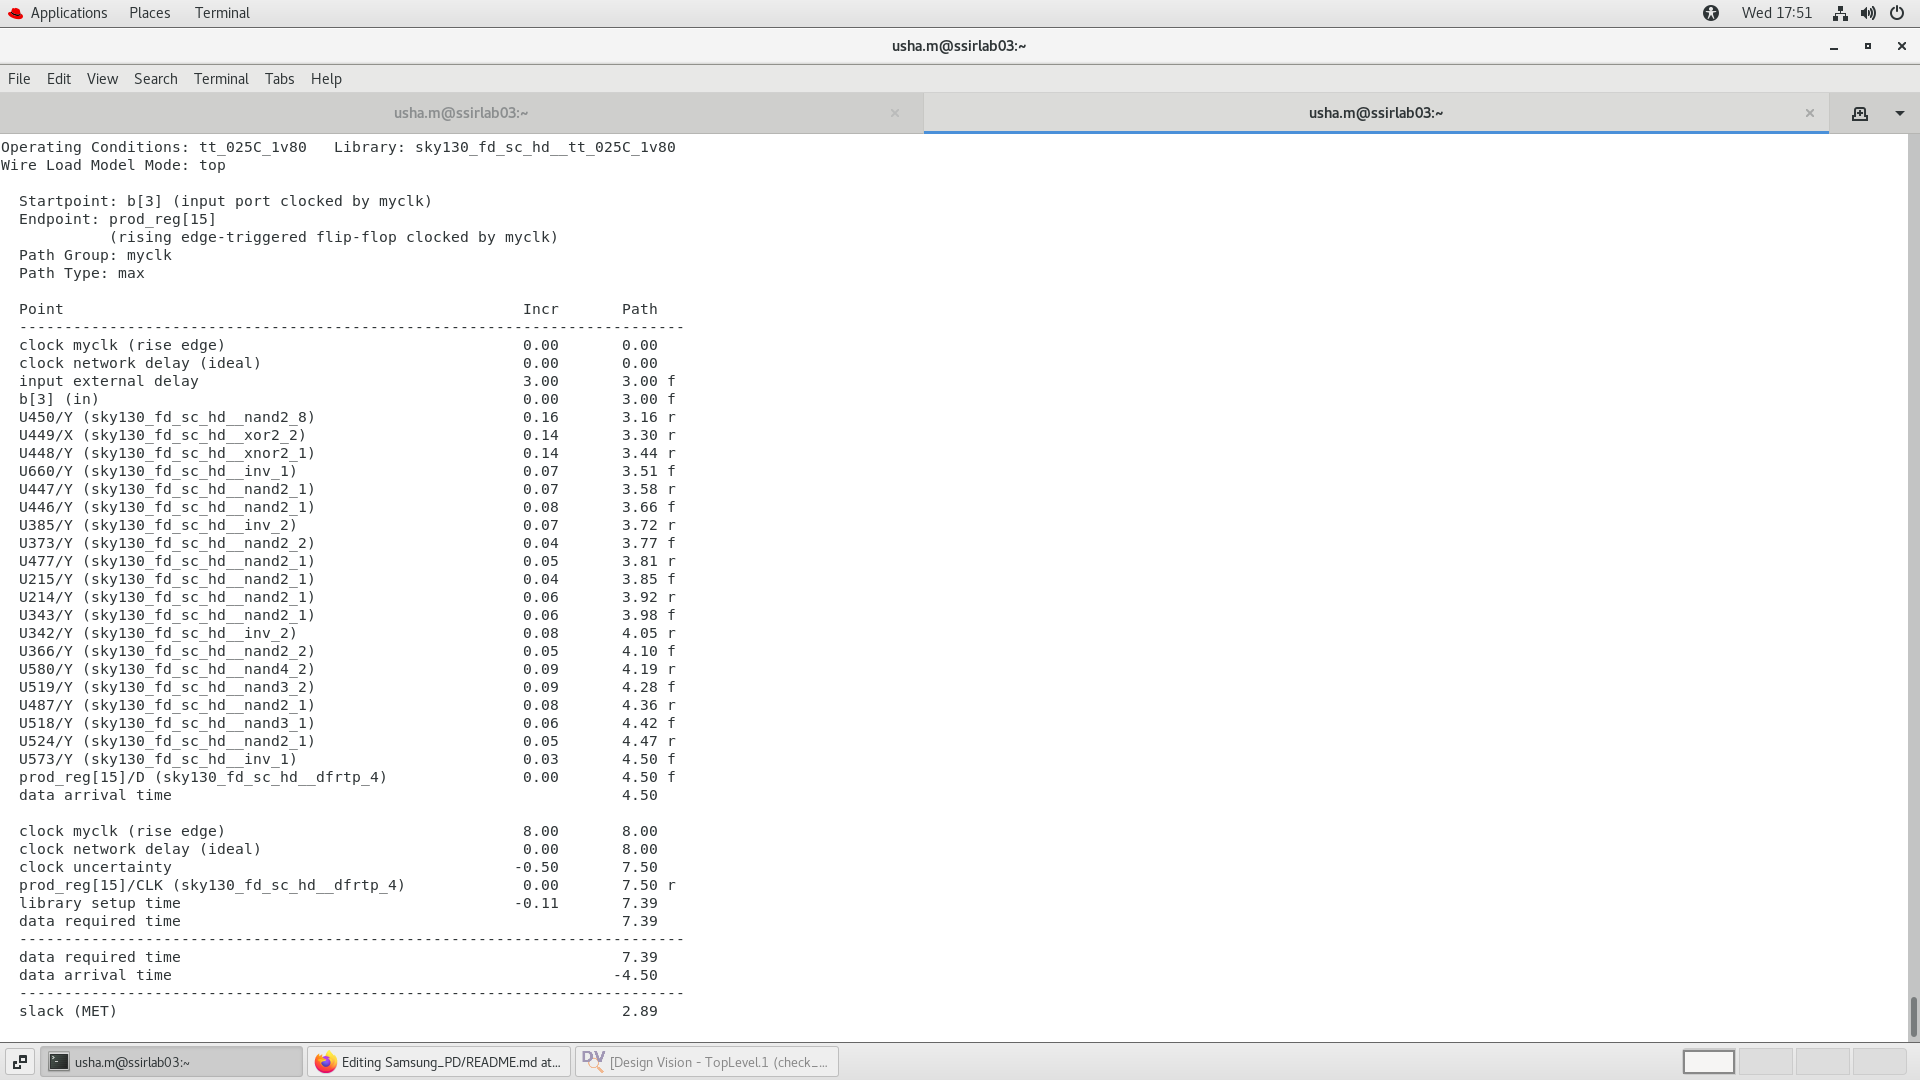 Applications Places Terminal Wed 17:51
usha.m@ssirlab03:~
File Edit View Search Terminal Tabs Help
usha.m@ssirlab03:~ × usha.m@ssirlab03:~ ×
Operating Conditions: tt_025C_1v80   Library: sky130_fd_sc_hd__tt_025C_1v80
Wire Load Model Mode: top
  Startpoint: b[3] (input port clocked by myclk)
  Endpoint: prod_reg[15]
            (rising edge-triggered flip-flop clocked by myclk)
  Path Group: myclk
  Path Type: max
  Point                                                   Incr       Path
  --------------------------------------------------------------------------
  clock myclk (rise edge)                                 0.00       0.00
  clock network delay (ideal)                             0.00       0.00
  input external delay                                    3.00       3.00 f
  b[3] (in)                                               0.00       3.00 f
  U450/Y (sky130_fd_sc_hd__nand2_8)                       0.16       3.16 r
  U449/X (sky130_fd_sc_hd__xor2_2)                        0.14       3.30 r
  U448/Y (sky130_fd_sc_hd__xnor2_1)                       0.14       3.44 r
  U660/Y (sky130_fd_sc_hd__inv_1)                         0.07       3.51 f
  U447/Y (sky130_fd_sc_hd__nand2_1)                       0.07       3.58 r
  U446/Y (sky130_fd_sc_hd__nand2_1)                       0.08       3.66 f
  U385/Y (sky130_fd_sc_hd__inv_2)                         0.07       3.72 r
  U373/Y (sky130_fd_sc_hd__nand2_2)                       0.04       3.77 f
  U477/Y (sky130_fd_sc_hd__nand2_1)                       0.05       3.81 r
  U215/Y (sky130_fd_sc_hd__nand2_1)                       0.04       3.85 f
  U214/Y (sky130_fd_sc_hd__nand2_1)                       0.06       3.92 r
  U343/Y (sky130_fd_sc_hd__nand2_1)                       0.06       3.98 f
  U342/Y (sky130_fd_sc_hd__inv_2)                         0.08       4.05 r
  U366/Y (sky130_fd_sc_hd__nand2_2)                       0.05       4.10 f
  U580/Y (sky130_fd_sc_hd__nand4_2)                       0.09       4.19 r
  U519/Y (sky130_fd_sc_hd__nand3_2)                       0.09       4.28 f
  U487/Y (sky130_fd_sc_hd__nand2_1)                       0.08       4.36 r
  U518/Y (sky130_fd_sc_hd__nand3_1)                       0.06       4.42 f
  U524/Y (sky130_fd_sc_hd__nand2_1)                       0.05       4.47 r
  U573/Y (sky130_fd_sc_hd__inv_1)                         0.03       4.50 f
  prod_reg[15]/D (sky130_fd_sc_hd__dfrtp_4)               0.00       4.50 f
  data arrival time                                                  4.50
  clock myclk (rise edge)                                 8.00       8.00
  clock network delay (ideal)                             0.00       8.00
  clock uncertainty                                      -0.50       7.50
  prod_reg[15]/CLK (sky130_fd_sc_hd__dfrtp_4)             0.00       7.50 r
  library setup time                                     -0.11       7.39
  data required time                                                 7.39
  --------------------------------------------------------------------------
  data required time                                                 7.39
  data arrival time                                                 -4.50
  --------------------------------------------------------------------------
  slack (MET)                                                        2.89
usha.m@ssirlab03:~ Editing Samsung_PD/README.md at... DV [Design Vision - TopLevel.1 (check_...